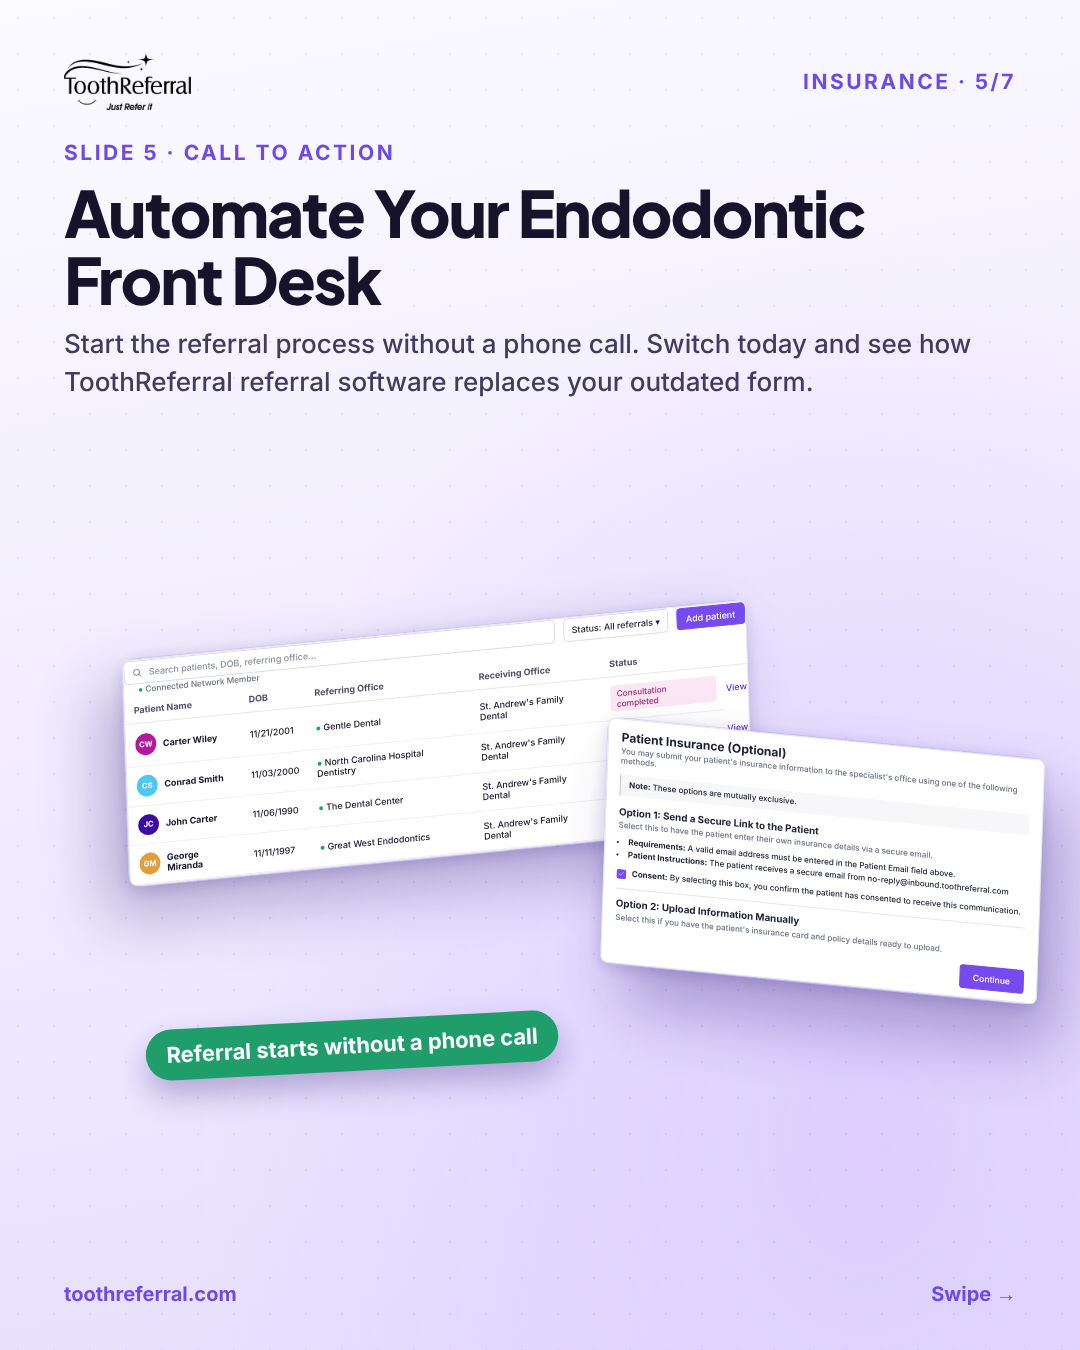 ToothReferral
Just Refer it
INSURANCE · 5/7
SLIDE 5 · CALL TO ACTION
Automate Your Endodontic
Front Desk
Start the referral process without a phone call. Switch today and see how
ToothReferral referral software replaces your outdated form.
Search patients, DOB, referring office...
Status: All referrals ▾
Add patient
• Connected Network Member
Patient Name DOB Referring Office Receiving Office Status
CW Carter Wiley 11/21/2001 • Gentle Dental St. Andrew's Family
Dental
Consultation
completed
View
CS Conrad Smith 11/03/2000 • North Carolina Hospital
Dentistry
St. Andrew's Family
Dental
View
JC John Carter 11/06/1990 • The Dental Center St. Andrew's Family
Dental
GM George
Miranda
11/11/1997 • Great West Endodontics St. Andrew's Family
Dental
Patient Insurance (Optional)
You may submit your patient's insurance information to the specialist's office using one of the following
methods.
Note: These options are mutually exclusive.
Option 1: Send a Secure Link to the Patient
Select this to have the patient enter their own insurance details via a secure email.
• Requirements: A valid email address must be entered in the Patient Email field above.
• Patient Instructions: The patient receives a secure email from no-reply@inbound.toothreferral.com
Consent: By selecting this box, you confirm the patient has consented to receive this communication.
Option 2: Upload Information Manually
Select this if you have the patient's insurance card and policy details ready to upload.
Continue
Referral starts without a phone call
toothreferral.com
Swipe →